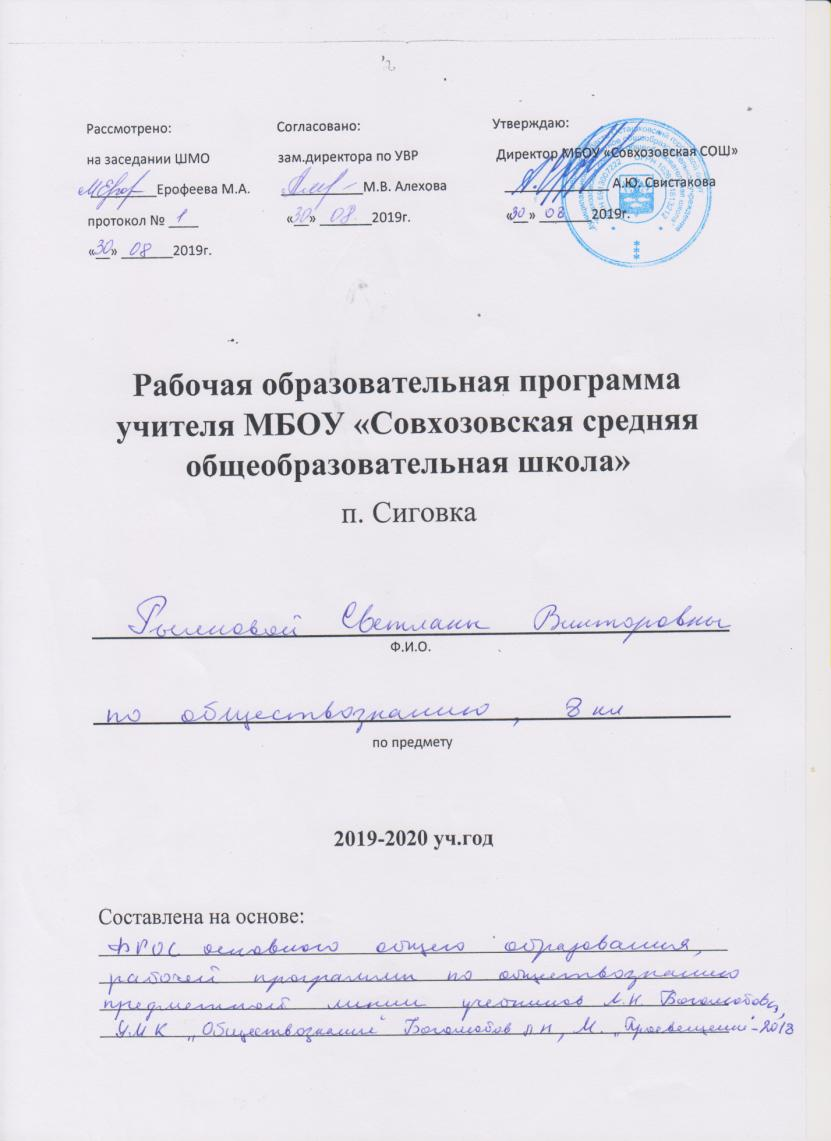 Рассмотрено:
на заседании ШМО
Ерофеева М.А.
протокол № 1
«30» 08 2019г.
Согласовано:
зам.директора по УВР
М.В. Алехова
«30» 08. 2019г.
Утверждаю:
Директор МБОУ «Совхозовская СОШ»
А.Ю. Свистакова
«30» 08 2019г.
Рабочая образовательная программа
учителя МБОУ «Совхозовская средняя
общеобразовательная школа»
п. Сиговка
Светланы Викторовны
Ф.И.О.
по обществознанию, 8 кл
по предмету
2019-2020 уч.год
Составлена на основе:
ФГОС основного общего образования,
рабочей программы по обществознанию
предметной линии учебников Л.Н. Боголюбова,
УМК „Обществознание" Боголюбов Л Н, М. „Просвещение"-2018